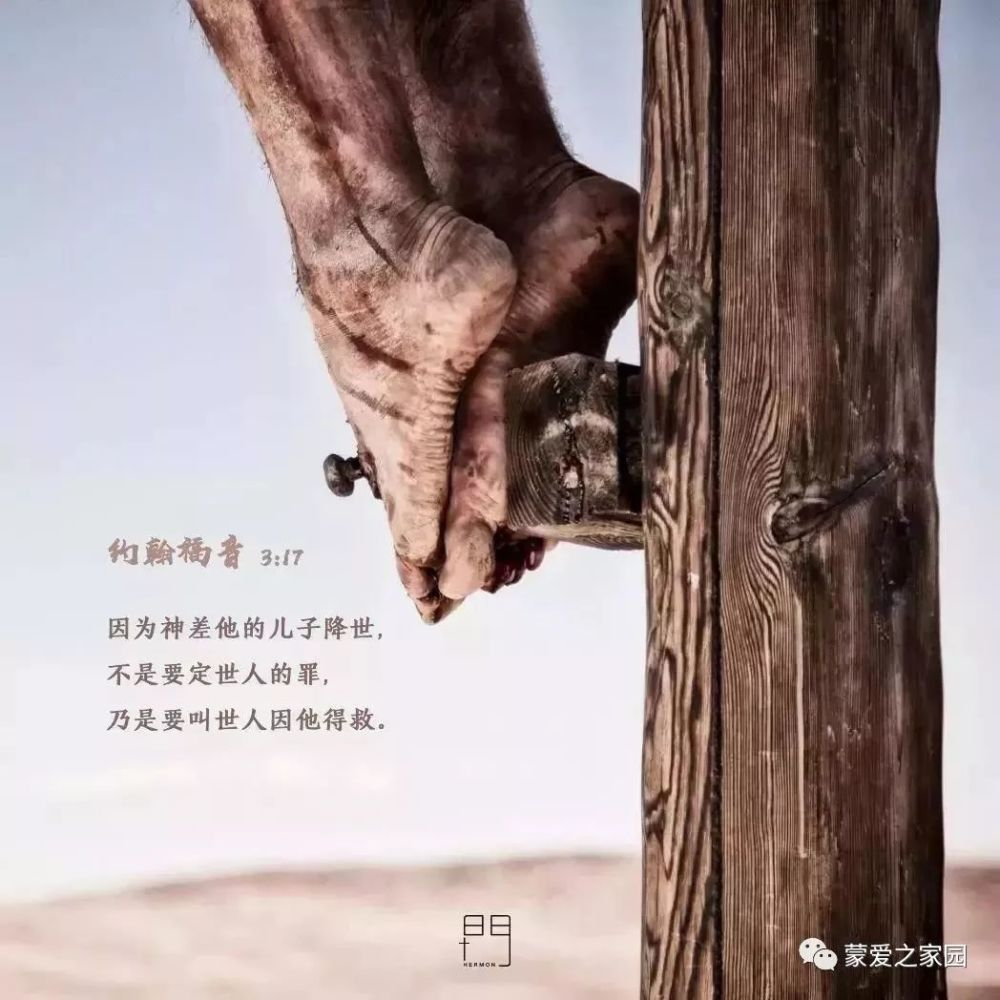 约翰福音 3:17
因为神差他的儿子降世,
不是要定世人的罪,
乃是要叫世人因他得救。
門
HERMON
蒙爱之家园